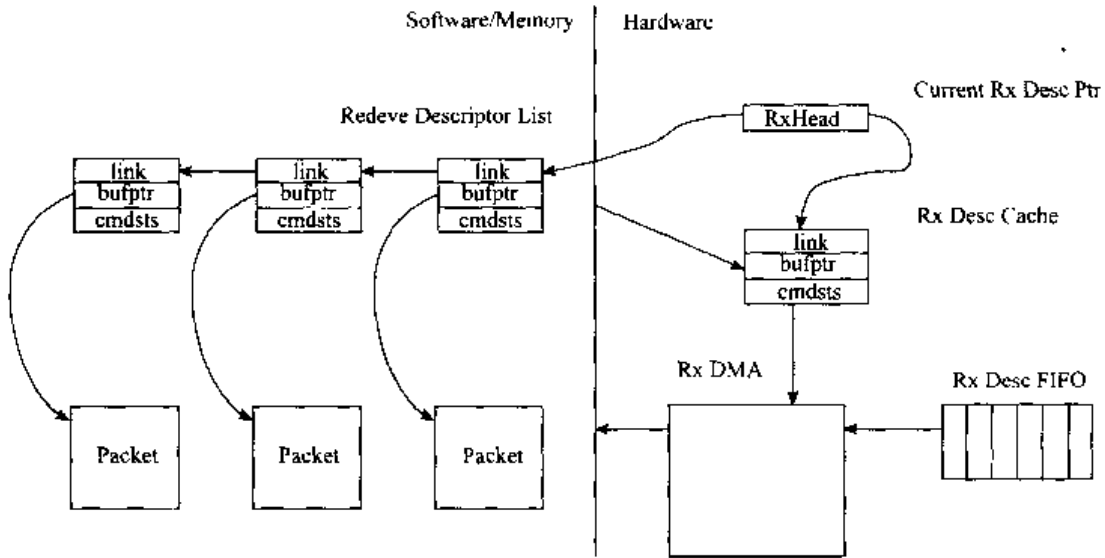 Software/Memory
Hardware
Current Rx Desc Ptr
RxHead
Redeve Descriptor List
link
bufptr
cmdsts
link
bufptr
cmdsts
link
bufptr
cmdsts
Rx Desc Cache
link
bufptr
cmdsts
Rx DMA
Rx Desc FIFO
Packet
Packet
Packet